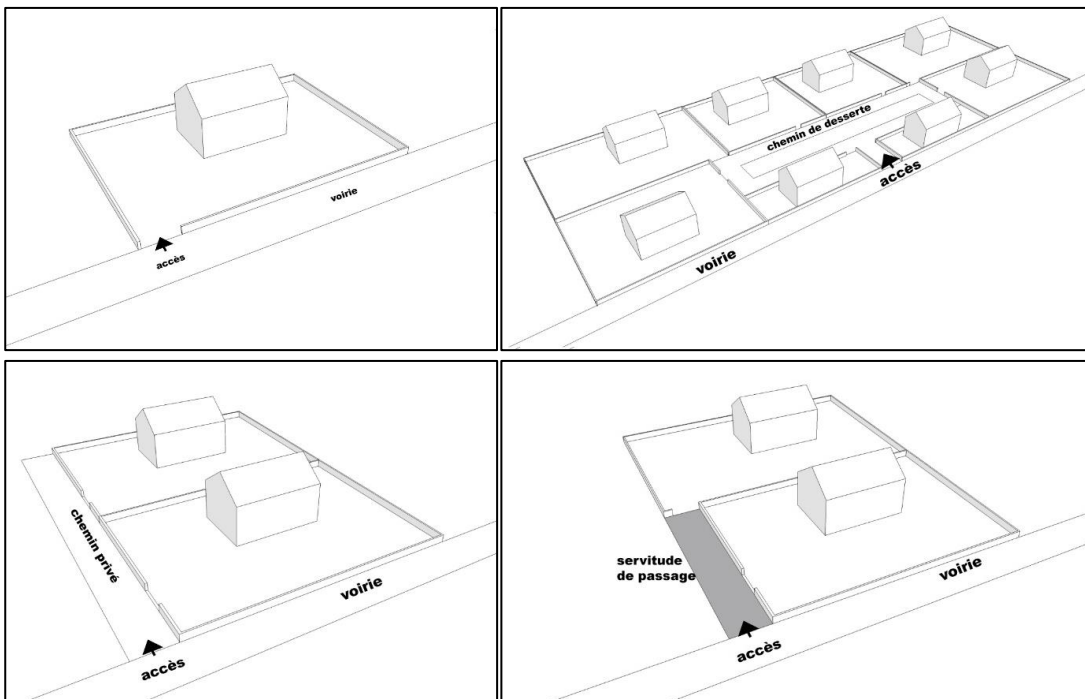 voirie
accès
chemin de desserte
accès
voirie
chemin privé
voirie
accès
servitude
de passage
voirie
accès